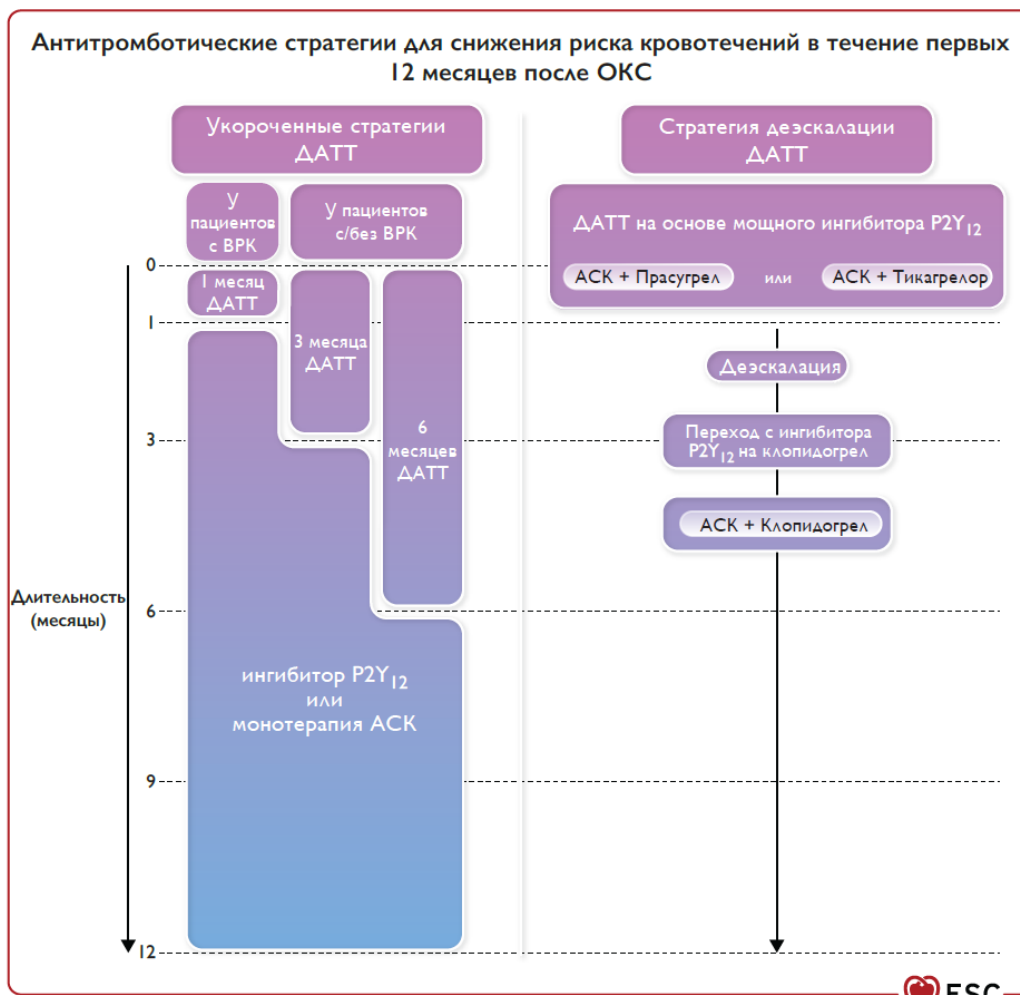 Антитромботические стратегии для снижения риска кровотечений в течение первых
12 месяцев после ОКС
Укороченные стратегии
ДАТТ
Стратегия деэскалации
ДАТТ
У
пациентов
с ВРК
У пациентов
с/без ВРК
ДАТТ на основе мощного ингибитора P2Y12
АСК + Прасугрел
или
АСК + Тикагрелор
0
1 месяц
ДАТТ
1
3 месяца
ДАТТ
Деэскалация
3
6
месяцев
ДАТТ
Переход с ингибитора
P2Y12 на клопидогрел
АСК + Клопидогрел
Длительность
(месяцы)
6
ингибитор P2Y12
или
монотерапия АСК
9
12
ESC